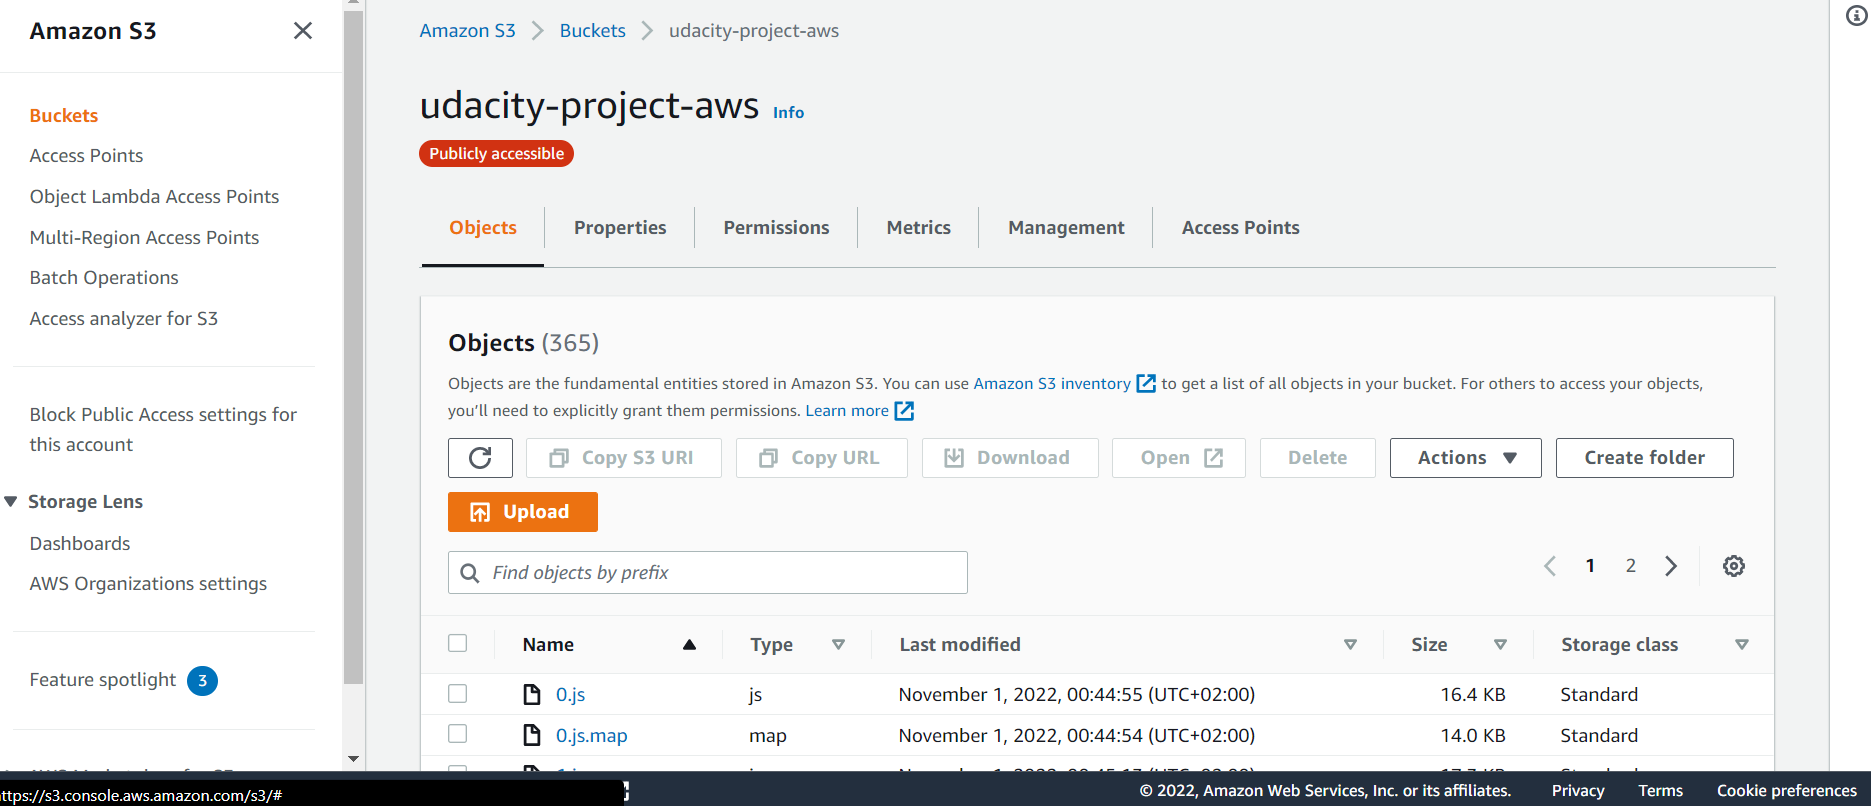 Amazon S3
Buckets
Access Points
Object Lambda Access Points
Multi-Region Access Points
Batch Operations
Access analyzer for S3
Block Public Access settings for
this account
Storage Lens
Dashboards
AWS Organizations settings
Feature spotlight 3
ttps://s3.console.aws.amazon.com/s3/#
Amazon S3 Buckets udacity-project-aws
udacity-project-aws Info
Publicly accessible
Objects Properties Permissions Metrics Management Access Points
Objects (365)
Objects are the fundamental entities stored in Amazon S3. You can use Amazon S3 inventory to get a list of all objects in your bucket. For others to access your objects,
you'll need to explicitly grant them permissions. Learn more
Copy S3 URI Copy URL Download Open Delete Actions Create folder
Upload
Find objects by prefix 1 2
Name Type Last modified Size Storage class
0.js js November 1, 2022, 00:44:55 (UTC+02:00) 16.4 KB Standard
0.js.map map November 1, 2022, 00:44:54 (UTC+02:00) 14.0 KB Standard
© 2022, Amazon Web Services, Inc. or its affiliates. Privacy Terms Cookie preferences